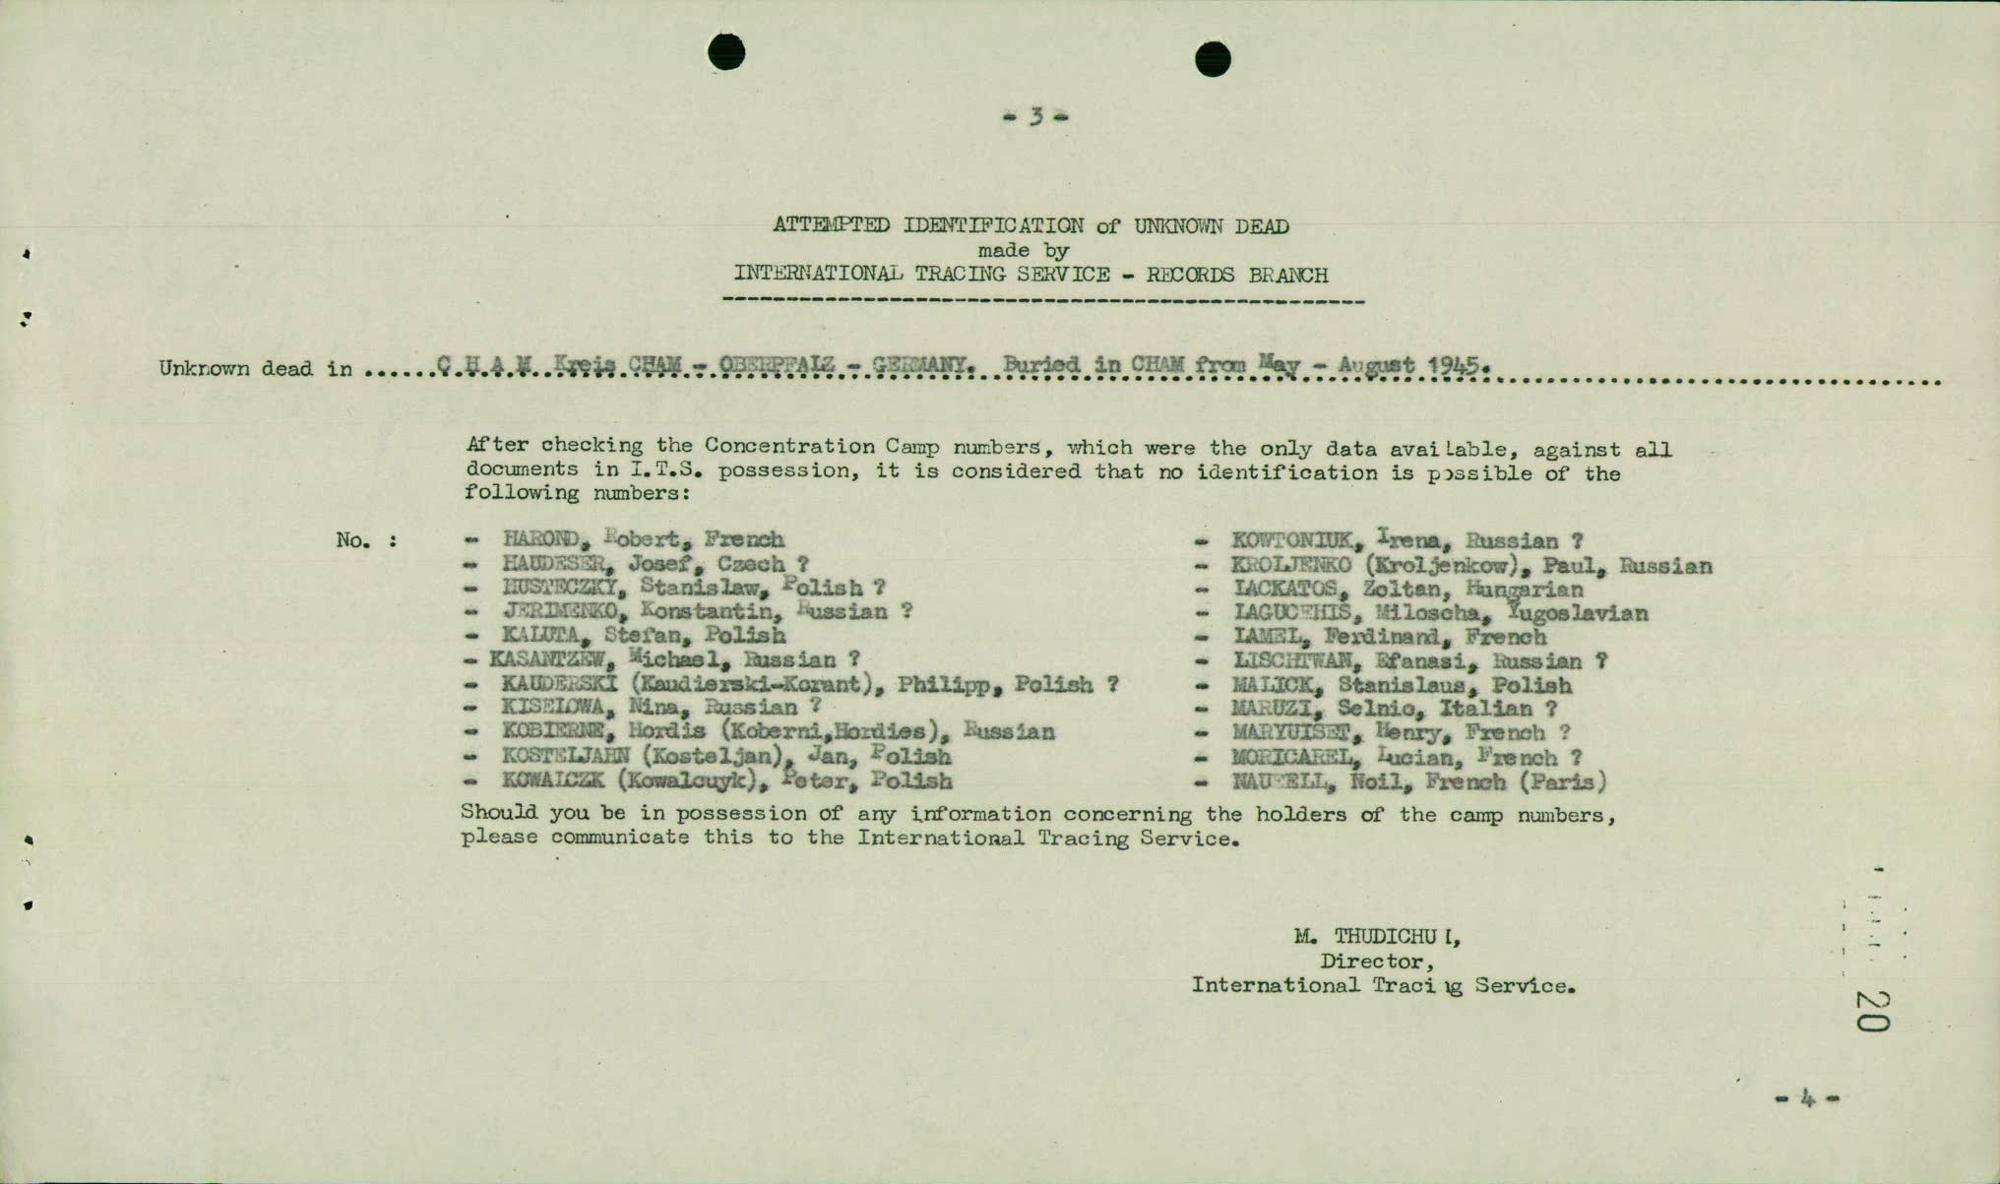 - 3 -
ATTEMPTED IDENTIFICATION of UNKNOWN DEAD
made by
INTERNATIONAL TRACING SERVICE - RECORDS BRANCH
Unknown dead in ......C.H.A.M. Kreis CHAM - OBERPFALZ - GERMANY. Buried in CHAM from May - August 1945.
After checking the Concentration Camp numbers, which were the only data available, against all
documents in I.T.S. possession, it is considered that no identification is possible of the
following numbers:
No. :
- HAROND, Robert, French
- HAUDESER, Josef, Czech ?
- HUSTECZKY, Stanislaw, Polish ?
- JERIMENKO, Konstantin, Russian ?
- KALUTA, Stefan, Polish
- KASANTZEW, Michael, Russian ?
- KAUDERSKI (Kaudierski-Korant), Philipp, Polish ?
- KISELOWA, Nina, Russian ?
- KOBIERNE, Hordis (Koberni,Hordies), Russian
- KOSTELJAHN (Kosteljan), Jan, Polish
- KOWALCZK (Kowalcuyk), Peter, Polish
- KOWTONIUK, Irena, Russian ?
- KROLJENKO (Kroljenkow), Paul, Russian
- LACKATOS, Zoltan, Hungarian
- Miloscha, Yugoslavian
- LAMEL, Ferdinand, French
- LISCHTWAN, Efanasi, Russian ?
- MALICK, Stanislaus, Polish
- MARUZI, Selnio, Italian ?
- MARYUISET, Henry, French ?
- MORICAREL, Lucian, French ?
- Noil, French (Paris)
Should you be in possession of any information concerning the holders of the camp numbers,
please communicate this to the International Tracing Service.
M. THUDICHUM,
Director,
International Tracing Service.
20
- 4 -